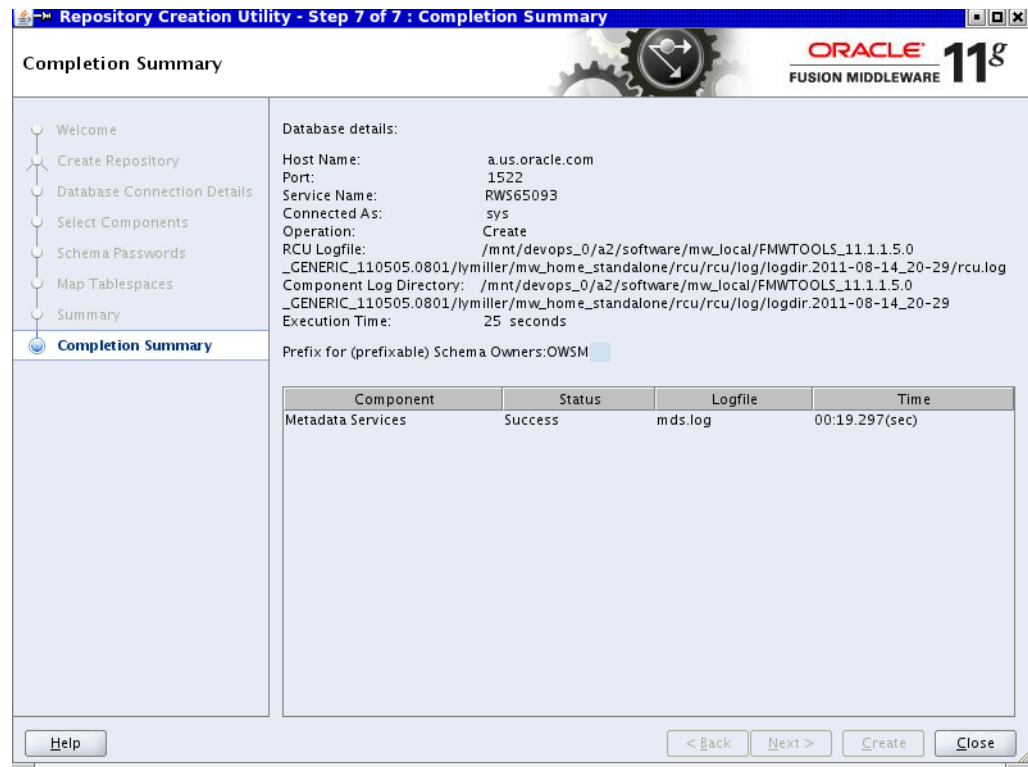 Repository Creation Utility - Step 7 of 7 : Completion Summary
Completion Summary
ORACLE
FUSION MIDDLEWARE
11g
Welcome
Create Repository
Database Connection Details
Select Components
Schema Passwords
Map Tablespaces
Summary
Completion Summary
Database details:
Host Name: a.us.oracle.com
Port: 1522
Service Name: RWS65093
Connected As: sys
Operation: Create
RCU Logfile: /mnt/devops_0/a2/software/mw_local/FMWTOOLS_11.1.1.5.0
_GENERIC_110505.0801/lymiller/mw_home_standalone/rcu/rcu/log/logdir.2011-08-14_20-29/rcu.log
Component Log Directory: /mnt/devops_0/a2/software/mw_local/FMWTOOLS_11.1.1.5.0
_GENERIC_110505.0801/lymiller/mw_home_standalone/rcu/rcu/log/logdir.2011-08-14_20-29
Execution Time: 25 seconds
Prefix for (prefixable) Schema Owners:OWSM
Component Status Logfile Time
Metadata Services Success mds.log 00:19.297(sec)
Help < Back Next > Create Close